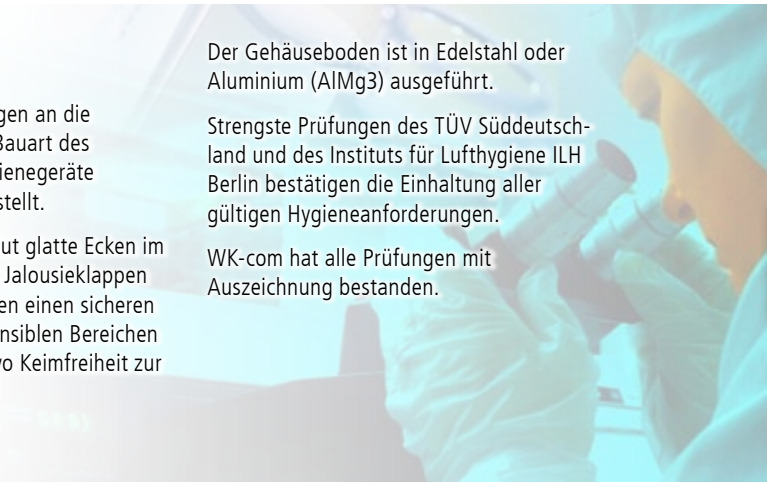 gen an die
Bauart des
ienegeräte
stellt.
ut glatte Ecken im
Jalousieklappen
en einen sicheren
nsiblen Bereichen
vo Keimfreiheit zur
Der Gehäuseboden ist in Edelstahl oder
Aluminium (AlMg3) ausgeführt.
Strengste Prüfungen des TÜV Süddeutsch-
land und des Instituts für Lufthygiene ILH
Berlin bestätigen die Einhaltung aller
gültigen Hygieneanforderungen.
WK-com hat alle Prüfungen mit
Auszeichnung bestanden.